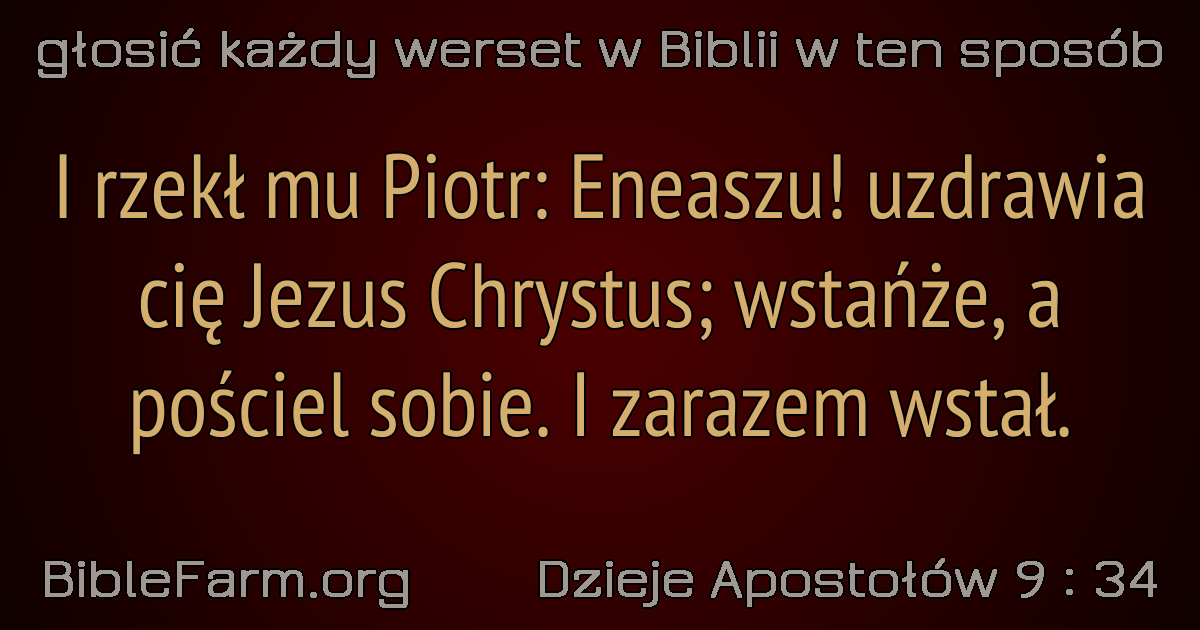 głosić każdy werset w Biblii w ten sposób
I rzekł mu Piotr: Eneaszu! uzdrawia
cię Jezus Chrystus; wstańże, a
pościel sobie. I zarazem wstał.
BibleFarm.org
Dzieje Apostołów 9 : 34